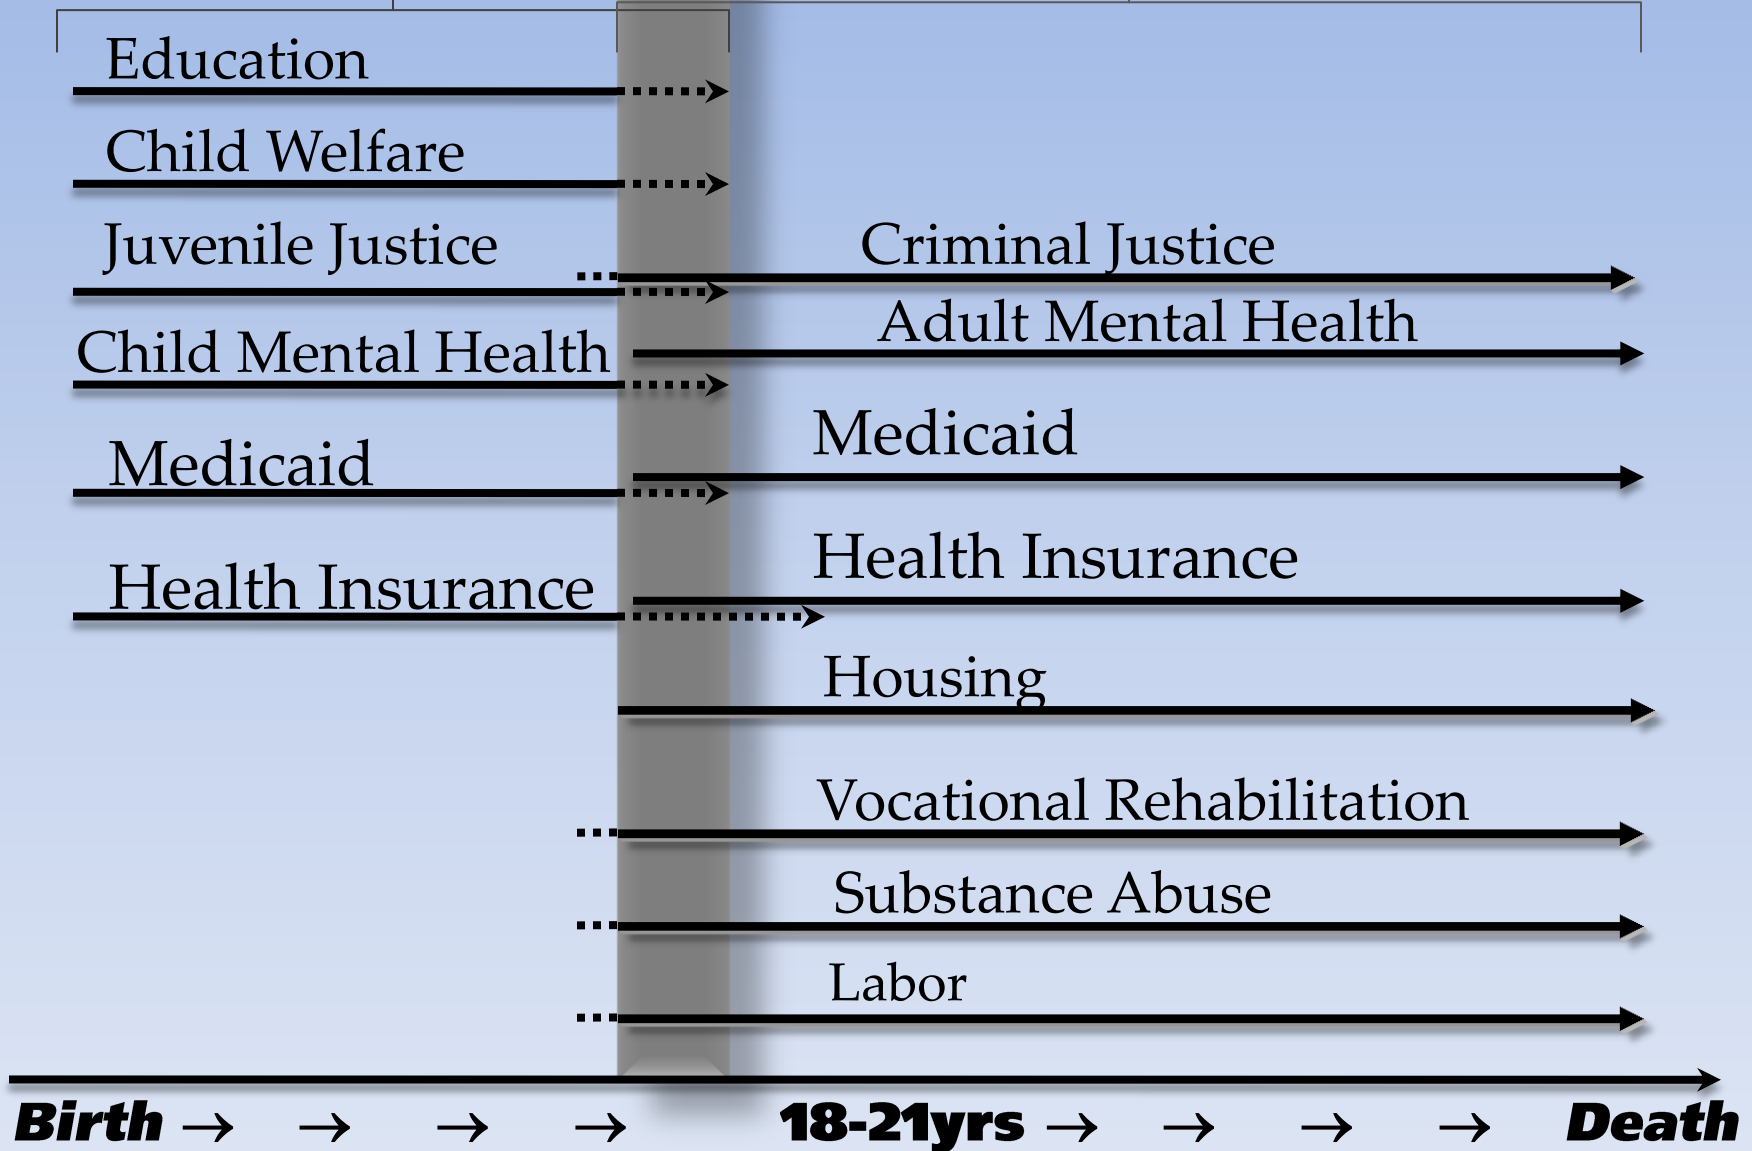 Education
Child Welfare
Juvenile Justice
Criminal Justice
Adult Mental Health
Child Mental Health
Medicaid
Medicaid
Health Insurance
Health Insurance
Housing
Vocational Rehabilitation
Substance Abuse
Labor
Birth → → → → 18-21yrs → → → → Death